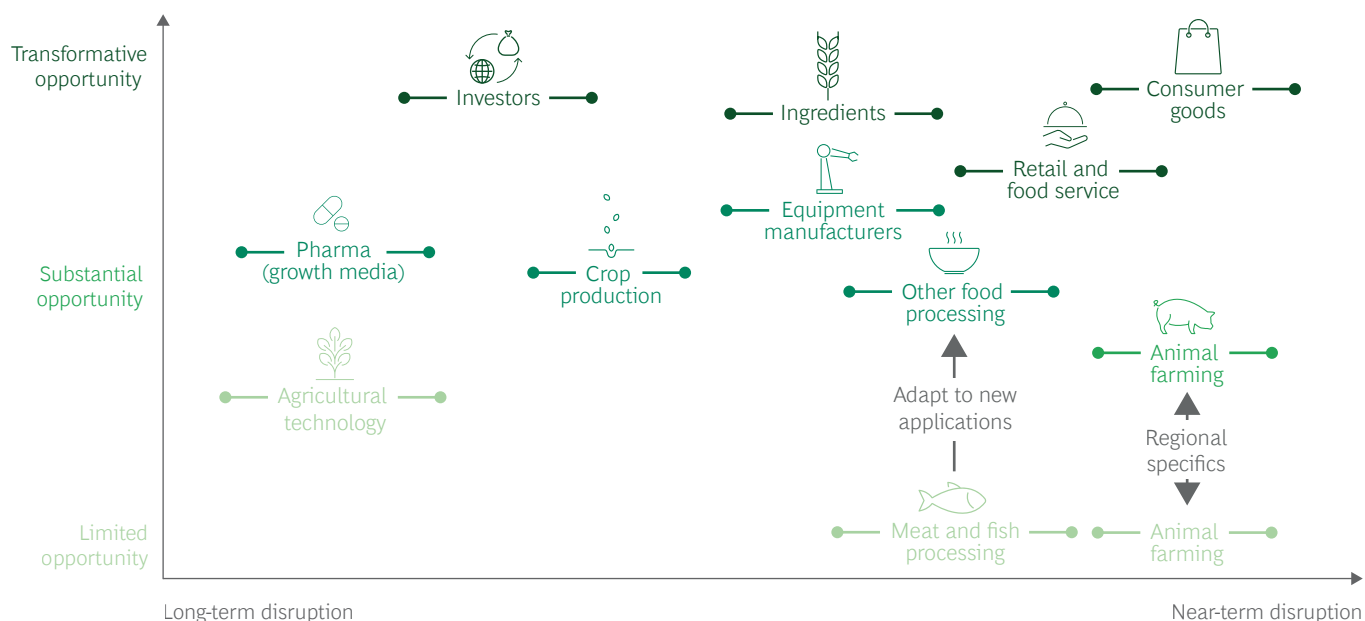 Transformative
opportunity
Investors
Ingredients
Consumer
goods
Retail and
food service
Equipment
manufacturers
Pharma
(growth media)
Crop
production
Substantial
opportunity
Other food
processing
Animal
farming
Agricultural
technology
Adapt to new
applications
Regional
specifics
Limited
opportunity
Meat and fish
processing
Animal
farming
Long-term disruption
Near-term disruption